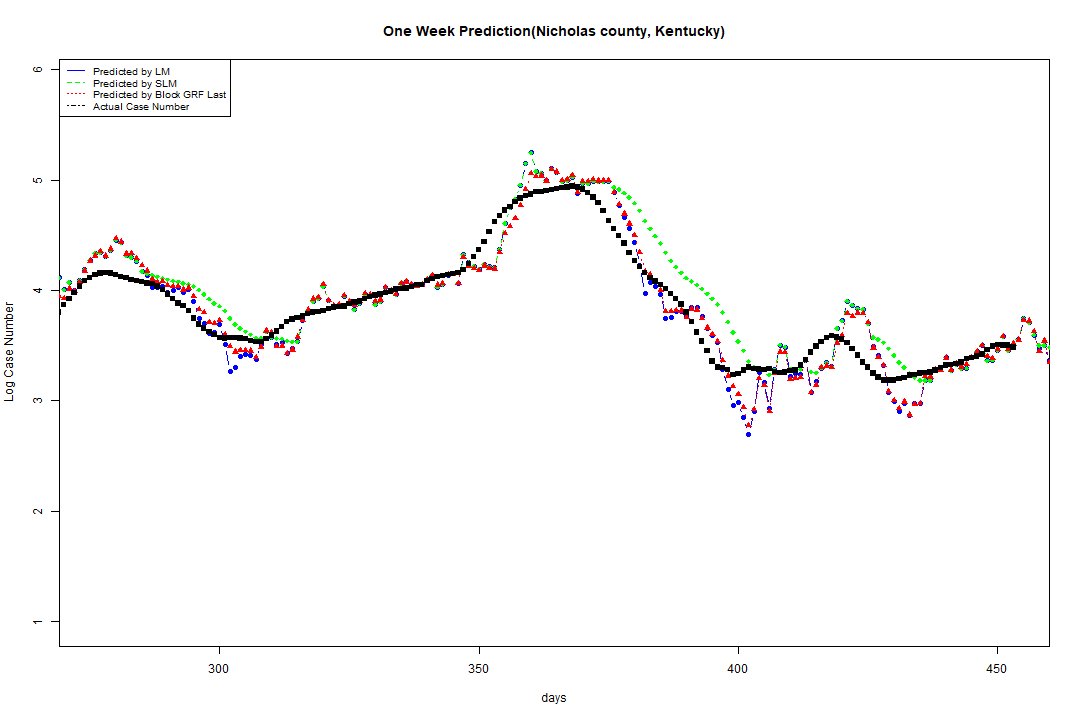 One Week Prediction(Nicholas county, Kentucky)
Predicted by LM
Predicted by SLM
Predicted by Block GRF Last
Actual Case Number
6
5
4
3
2
1
Log Case Number
300 350 400 450
days